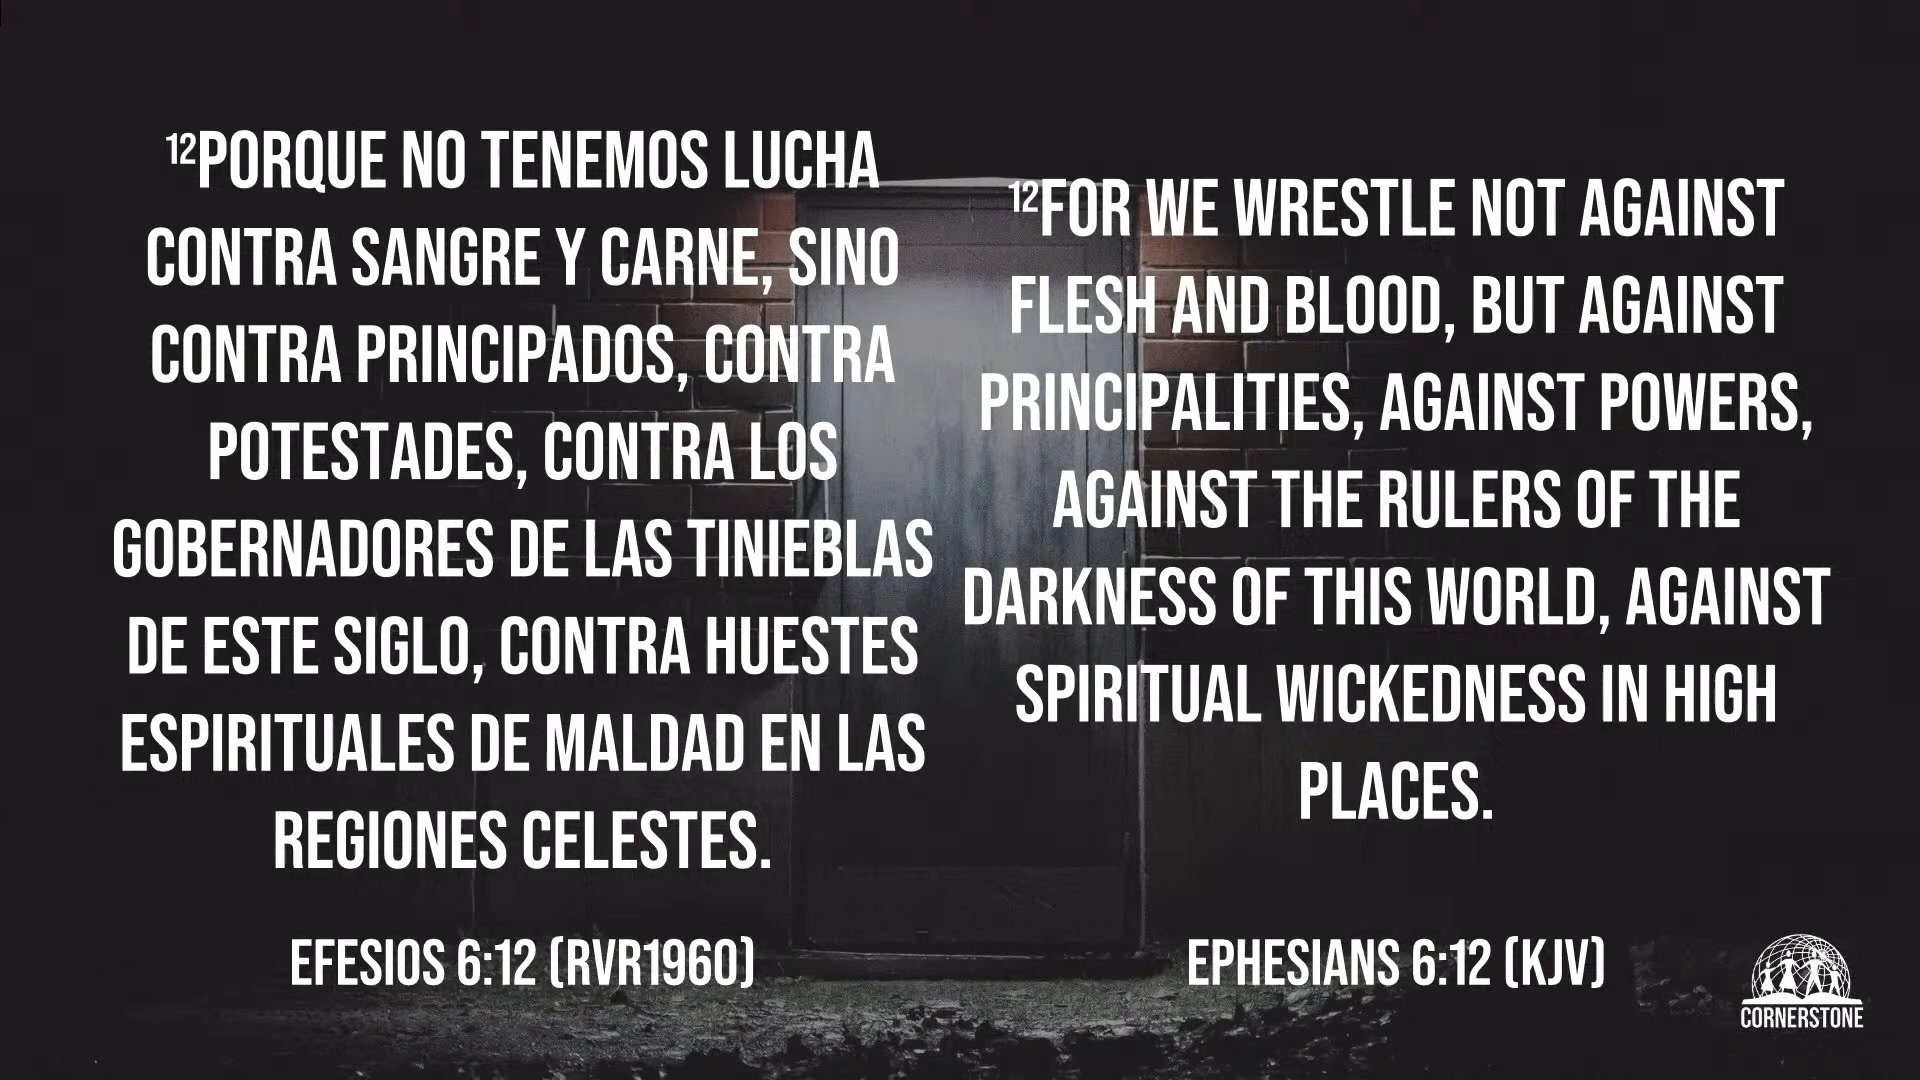 ¹²PORQUE NO TENEMOS LUCHA
CONTRA SANGRE Y CARNE, SINO
CONTRA PRINCIPADOS, CONTRA
POTESTADES, CONTRA LOS
GOBERNADORES DE LAS TINIEBLAS
DE ESTE SIGLO, CONTRA HUESTES
ESPIRITUALES DE MALDAD EN LAS
REGIONES CELESTES.
EFESIOS 6:12 (RVR1960)
¹²FOR WE WRESTLE NOT AGAINST
FLESH AND BLOOD, BUT AGAINST
PRINCIPALITIES, AGAINST POWERS,
AGAINST THE RULERS OF THE
DARKNESS OF THIS WORLD, AGAINST
SPIRITUAL WICKEDNESS IN HIGH
PLACES.
EPHESIANS 6:12 (KJV)
CORNERSTONE